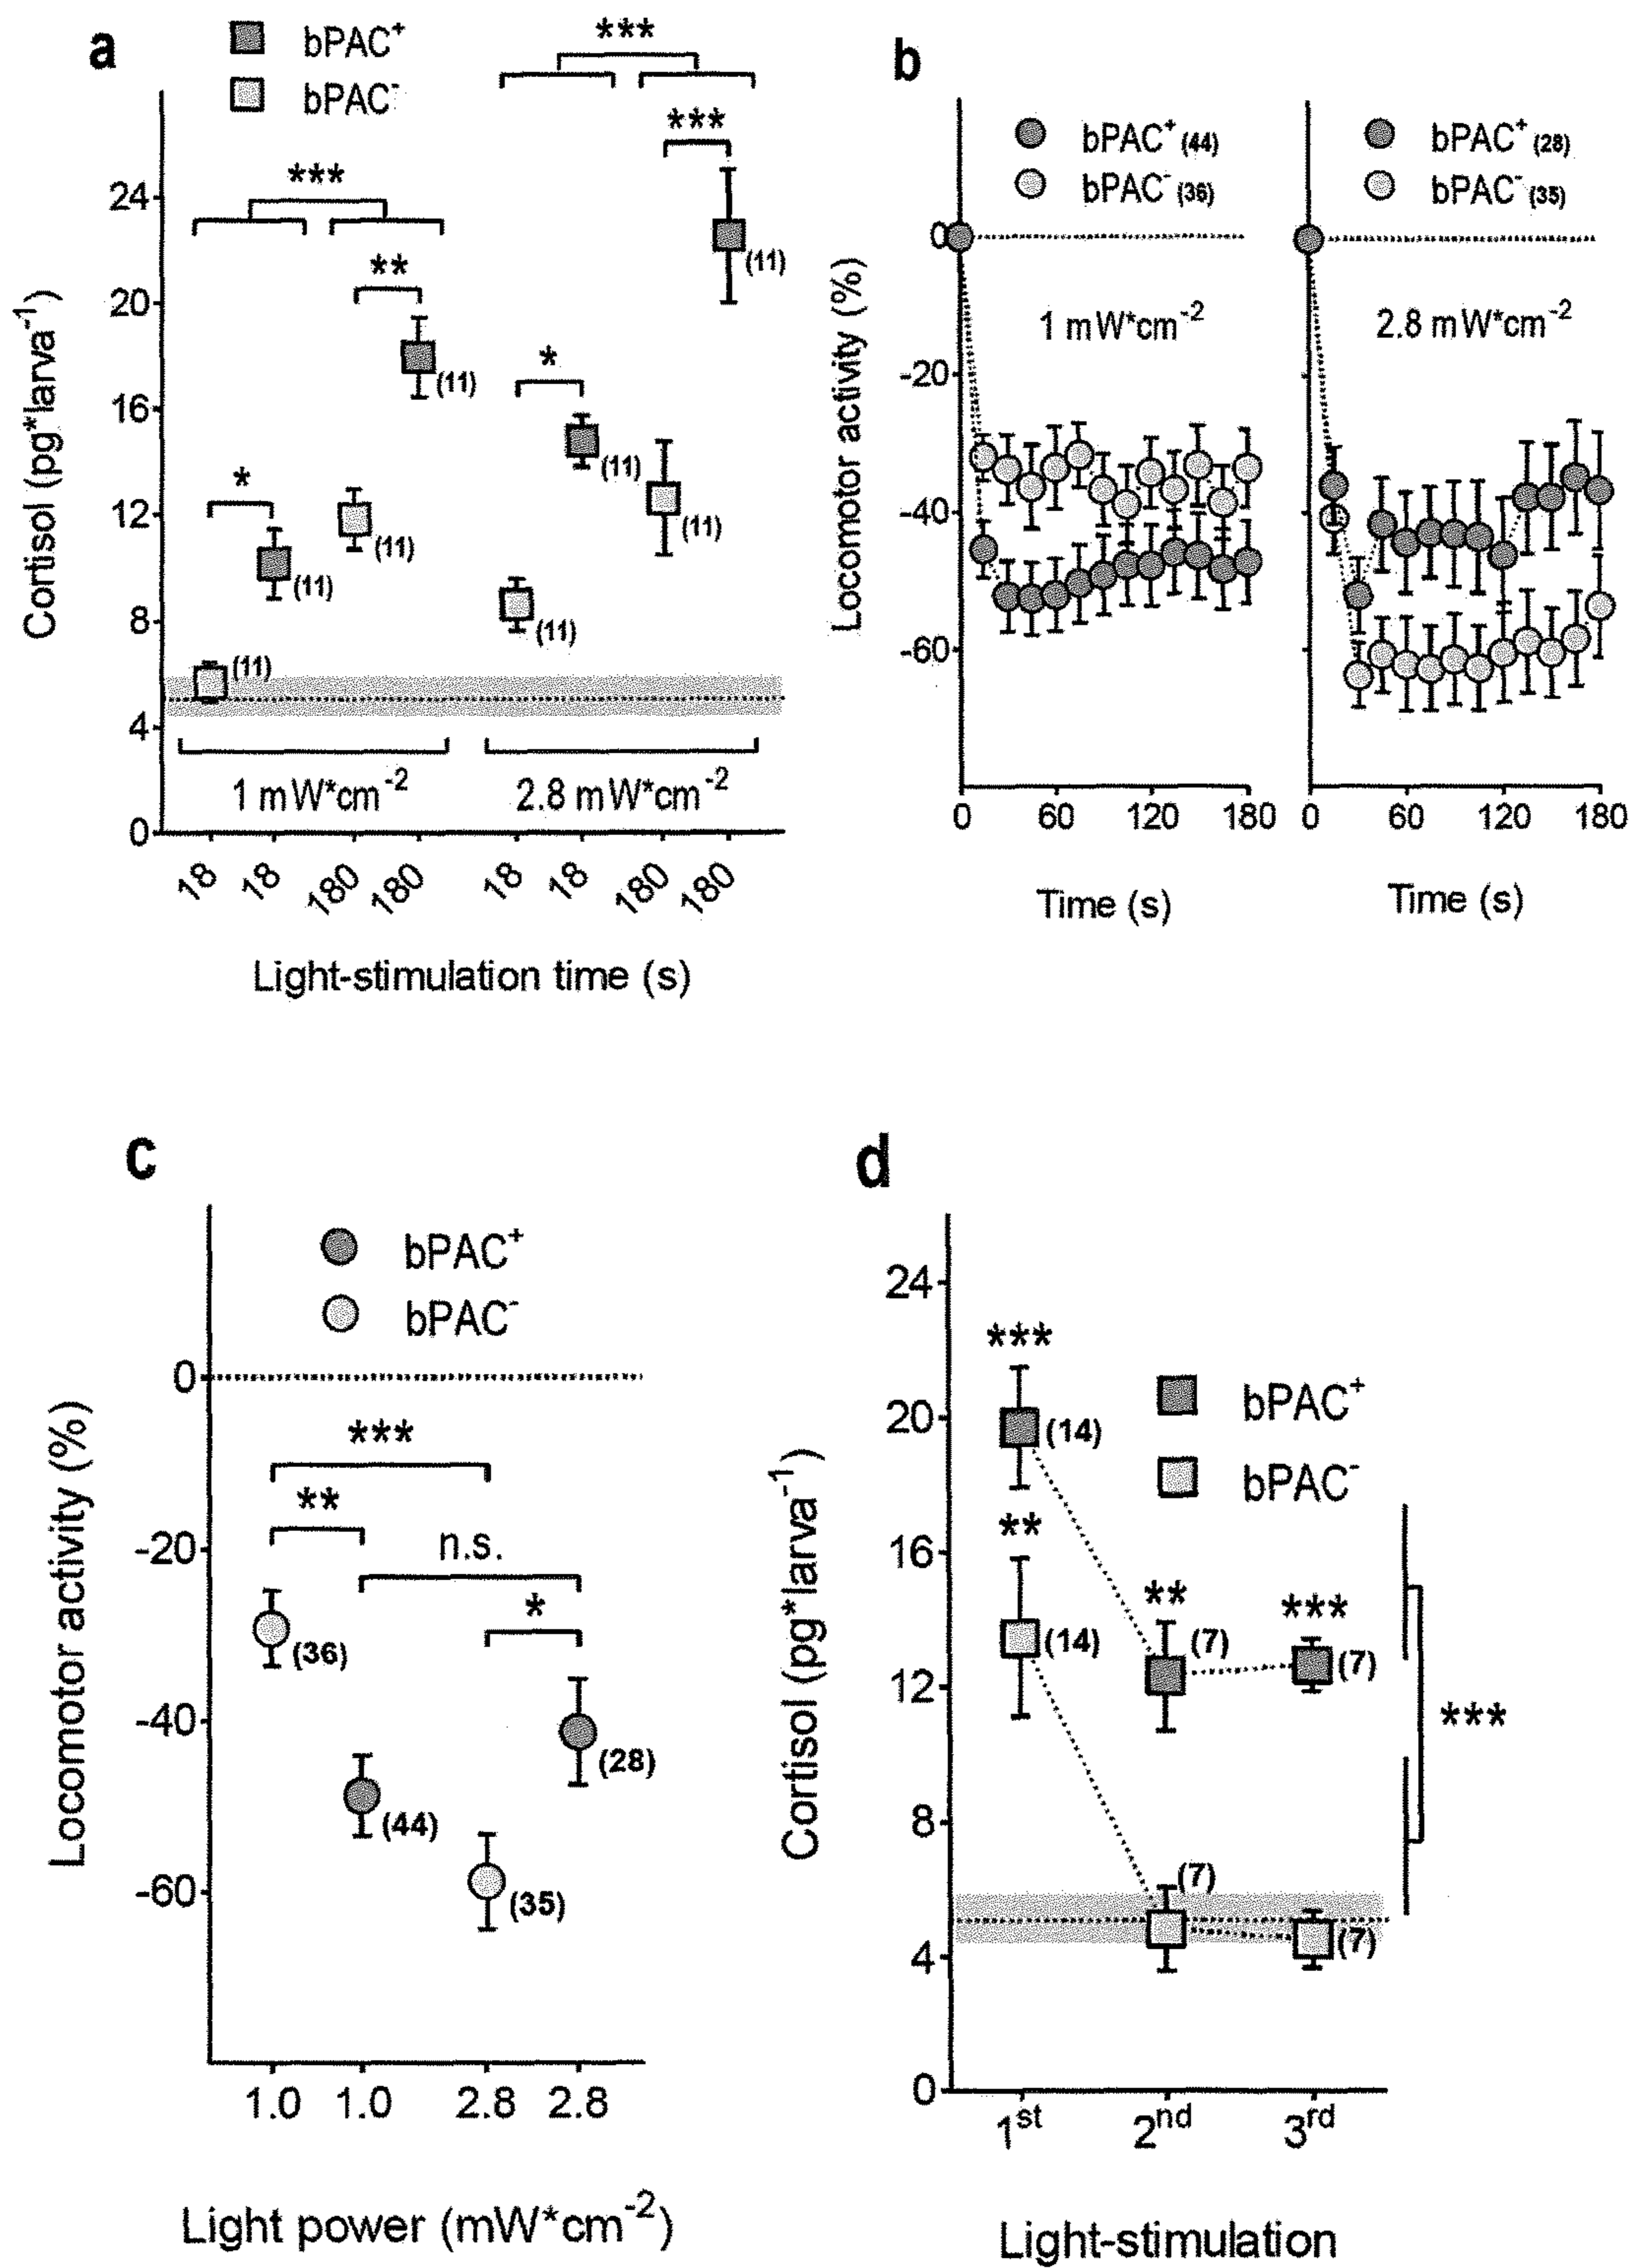 a
bPAC+
bPAC-
***
***
***
**
*
*
(11)
(11)
(11)
(11)
(11)
(11)
(11)
(11)
Cortisol (pg*larva-1)
24
20
16
12
8
4
0
1 mW*cm-2
2.8 mW*cm-2
18 18 180 180 18 18 180 180
Light-stimulation time (s)
b
bPAC+ (44)
bPAC- (36)
bPAC+ (28)
bPAC- (35)
Locomotor activity (%)
0
-20
-40
-60
1 mW*cm-2
2.8 mW*cm-2
0 60 120 180
0 60 120 180
Time (s)
Time (s)
c
bPAC+
bPAC-
Locomotor activity (%)
0
-20
-40
-60
***
**
n.s.
*
(36)
(44)
(35)
(28)
1.0 1.0 2.8 2.8
Light power (mW*cm-2)
d
bPAC+
bPAC-
Cortisol (pg*larva-1)
24
20
16
12
8
4
0
***
(14)
**
(14)
**
(7)
***
(7)
***
(7)
(7)
1st 2nd 3rd
Light-stimulation